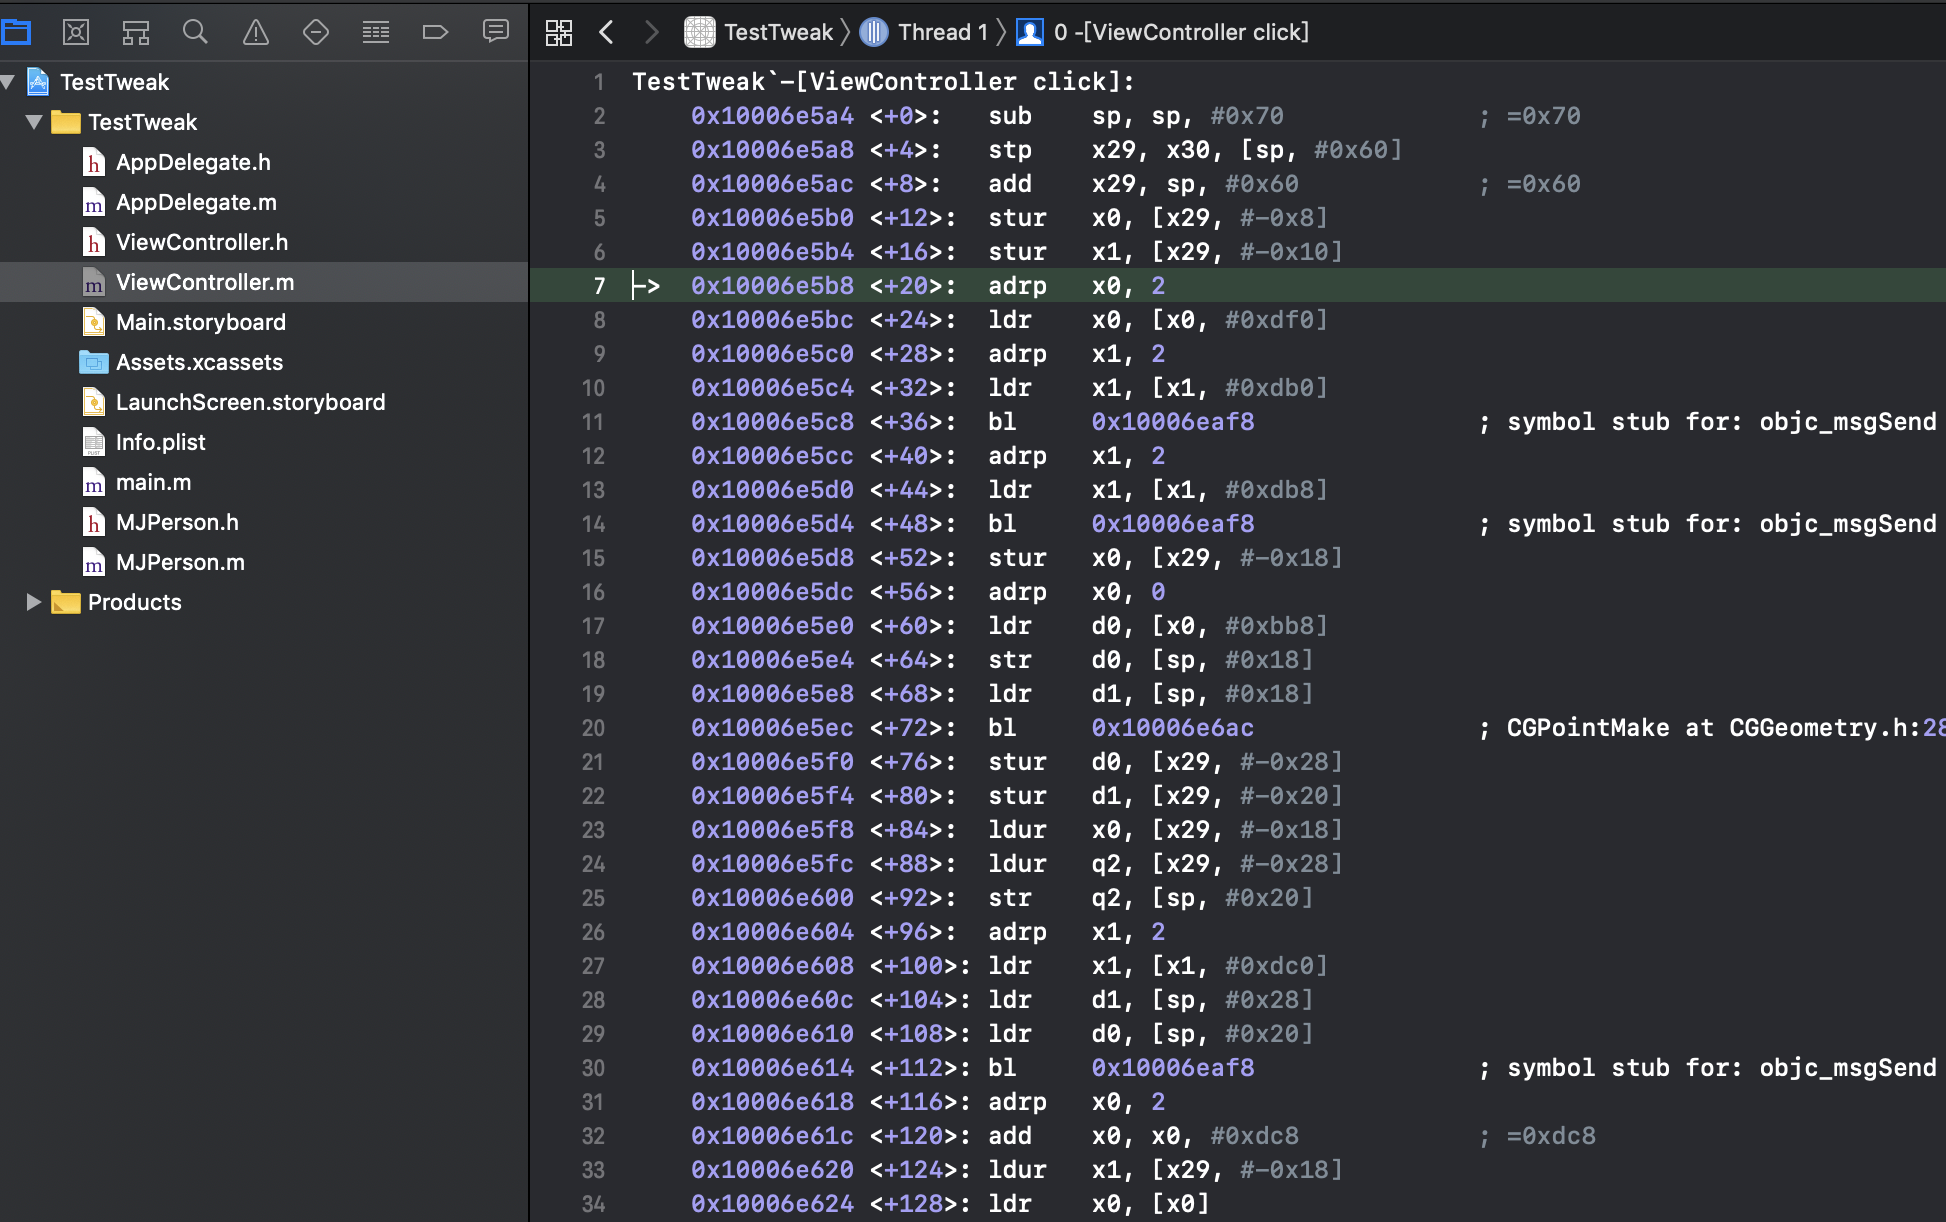 TestTweak
TestTweak
AppDelegate.h
AppDelegate.m
ViewController.h
ViewController.m
Main.storyboard
Assets.xcassets
LaunchScreen.storyboard
Info.plist
main.m
MJPerson.h
MJPerson.m
Products
TestTweak 〉 Thread 1 〉 0 -[ViewController click]
1 TestTweak`-[ViewController click]:
2 0x10006e5a4 <+0>: sub sp, sp, #0x70 ; =0x70
3 0x10006e5a8 <+4>: stp x29, x30, [sp, #0x60]
4 0x10006e5ac <+8>: add x29, sp, #0x60 ; =0x60
5 0x10006e5b0 <+12>: stur x0, [x29, #-0x8]
6 0x10006e5b4 <+16>: stur x1, [x29, #-0x10]
7 -> 0x10006e5b8 <+20>: adrp x0, 2
8 0x10006e5bc <+24>: ldr x0, [x0, #0xdf0]
9 0x10006e5c0 <+28>: adrp x1, 2
10 0x10006e5c4 <+32>: ldr x1, [x1, #0xdb0]
11 0x10006e5c8 <+36>: bl 0x10006eaf8 ; symbol stub for: objc_msgSend
12 0x10006e5cc <+40>: adrp x1, 2
13 0x10006e5d0 <+44>: ldr x1, [x1, #0xdb8]
14 0x10006e5d4 <+48>: bl 0x10006eaf8 ; symbol stub for: objc_msgSend
15 0x10006e5d8 <+52>: stur x0, [x29, #-0x18]
16 0x10006e5dc <+56>: adrp x0, 0
17 0x10006e5e0 <+60>: ldr d0, [x0, #0xbb8]
18 0x10006e5e4 <+64>: str d0, [sp, #0x18]
19 0x10006e5e8 <+68>: ldr d1, [sp, #0x18]
20 0x10006e5ec <+72>: bl 0x10006e6ac ; CGPointMake at CGGeometry.h:28
21 0x10006e5f0 <+76>: stur d0, [x29, #-0x28]
22 0x10006e5f4 <+80>: stur d1, [x29, #-0x20]
23 0x10006e5f8 <+84>: ldur x0, [x29, #-0x18]
24 0x10006e5fc <+88>: ldur q2, [x29, #-0x28]
25 0x10006e600 <+92>: str q2, [sp, #0x20]
26 0x10006e604 <+96>: adrp x1, 2
27 0x10006e608 <+100>: ldr x1, [x1, #0xdc0]
28 0x10006e60c <+104>: ldr d1, [sp, #0x28]
29 0x10006e610 <+108>: ldr d0, [sp, #0x20]
30 0x10006e614 <+112>: bl 0x10006eaf8 ; symbol stub for: objc_msgSend
31 0x10006e618 <+116>: adrp x0, 2
32 0x10006e61c <+120>: add x0, x0, #0xdc8 ; =0xdc8
33 0x10006e620 <+124>: ldur x1, [x29, #-0x18]
34 0x10006e624 <+128>: ldr x0, [x0]